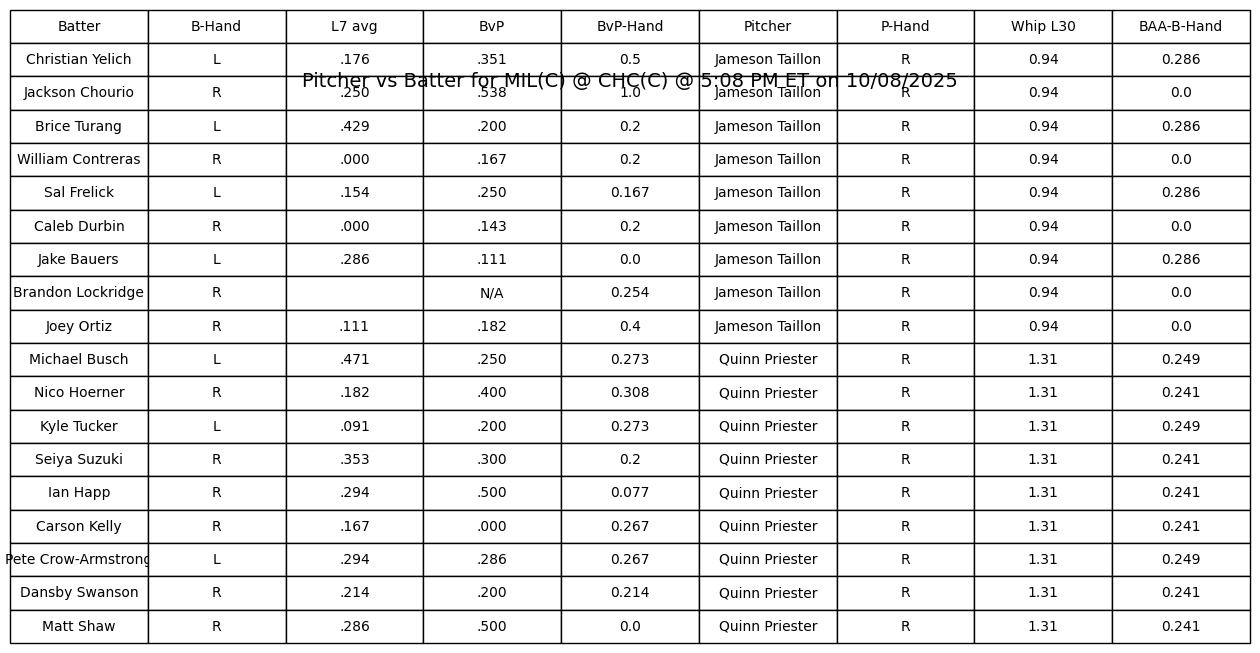 Batter B-Hand L7 avg BvP BvP-Hand Pitcher P-Hand Whip L30 BAA-B-Hand
Christian Yelich L .176 .351 0.5 Jameson Taillon R 0.94 0.286
Pitcher vs Batter for MIL(C) @ CHC(C) @ 5:08 PM ET on 10/08/2025
Jackson Chourio R .250 .538 1.0 Jameson Taillon R 0.94 0.0
Brice Turang L .429 .200 0.2 Jameson Taillon R 0.94 0.286
William Contreras R .000 .167 0.2 Jameson Taillon R 0.94 0.0
Sal Frelick L .154 .250 0.167 Jameson Taillon R 0.94 0.286
Caleb Durbin R .000 .143 0.2 Jameson Taillon R 0.94 0.0
Jake Bauers L .286 .111 0.0 Jameson Taillon R 0.94 0.286
Brandon Lockridge R N/A 0.254 Jameson Taillon R 0.94 0.0
Joey Ortiz R .111 .182 0.4 Jameson Taillon R 0.94 0.0
Michael Busch L .471 .250 0.273 Quinn Priester R 1.31 0.249
Nico Hoerner R .182 .400 0.308 Quinn Priester R 1.31 0.241
Kyle Tucker L .091 .200 0.273 Quinn Priester R 1.31 0.249
Seiya Suzuki R .353 .300 0.2 Quinn Priester R 1.31 0.241
Ian Happ R .294 .500 0.077 Quinn Priester R 1.31 0.241
Carson Kelly R .167 .000 0.267 Quinn Priester R 1.31 0.241
Pete Crow-Armstrong L .294 .286 0.267 Quinn Priester R 1.31 0.249
Dansby Swanson R .214 .200 0.214 Quinn Priester R 1.31 0.241
Matt Shaw R .286 .500 0.0 Quinn Priester R 1.31 0.241